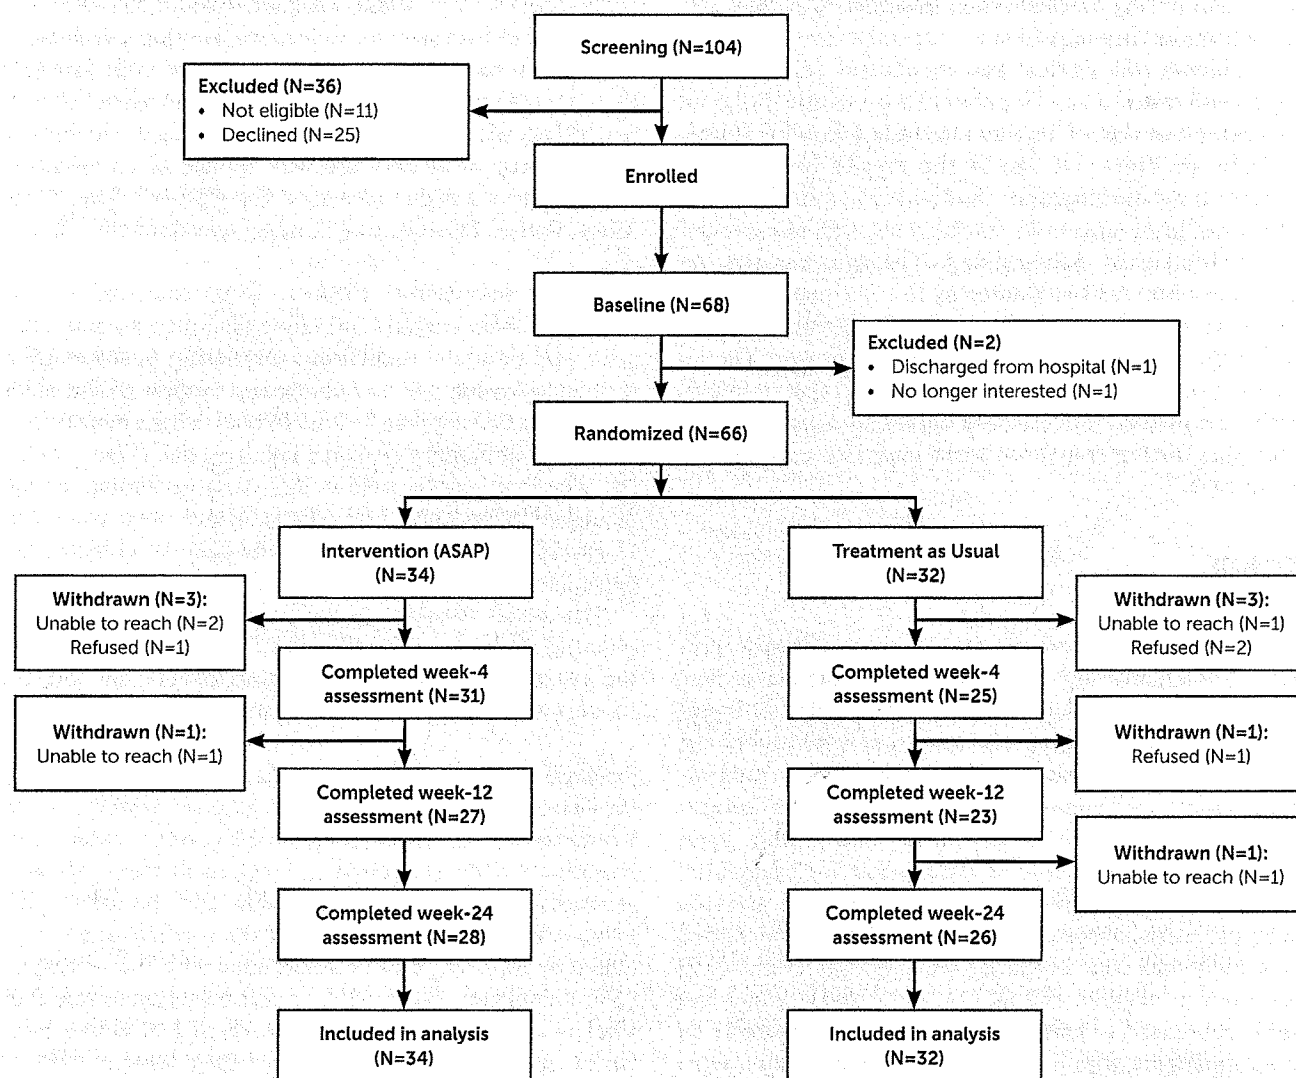 Screening (N=104)
Excluded (N=36)
• Not eligible (N=11)
• Declined (N=25)
Enrolled
Baseline (N=68)
Excluded (N=2)
• Discharged from hospital (N=1)
• No longer interested (N=1)
Randomized (N=66)
Intervention (ASAP)
(N=34)
Treatment as Usual
(N=32)
Withdrawn (N=3):
Unable to reach (N=2)
Refused (N=1)
Withdrawn (N=3):
Unable to reach (N=1)
Refused (N=2)
Completed week-4
assessment (N=31)
Completed week-4
assessment (N=25)
Withdrawn (N=1):
Unable to reach (N=1)
Withdrawn (N=1):
Refused (N=1)
Completed week-12
assessment (N=27)
Completed week-12
assessment (N=23)
Withdrawn (N=1):
Unable to reach (N=1)
Completed week-24
assessment (N=28)
Completed week-24
assessment (N=26)
Included in analysis
(N=34)
Included in analysis
(N=32)